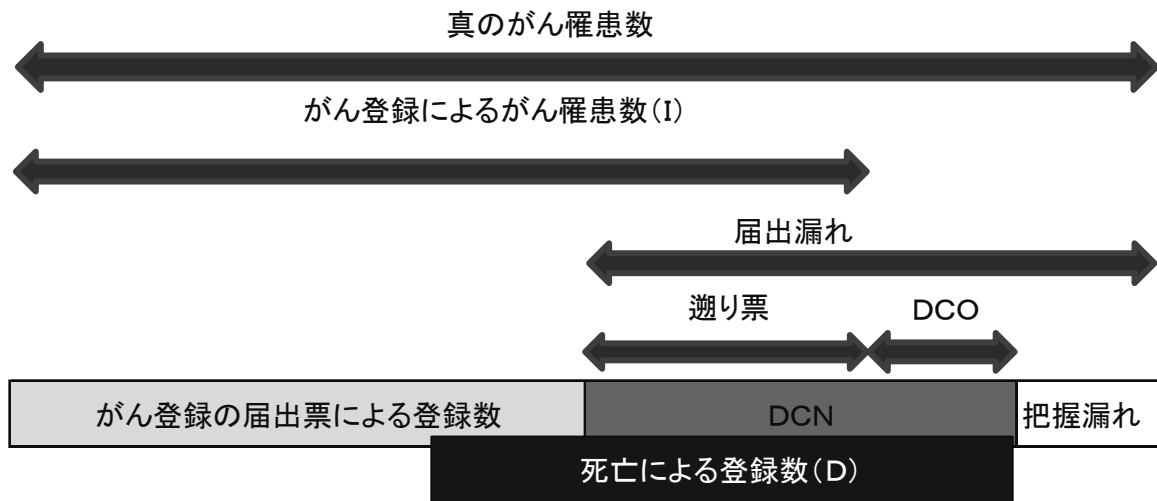 真のがん罹患数
がん登録によるがん罹患数(I)
届出漏れ
遡り票
DCO
がん登録の届出票による登録数
DCN
把握漏れ
死亡による登録数(D)